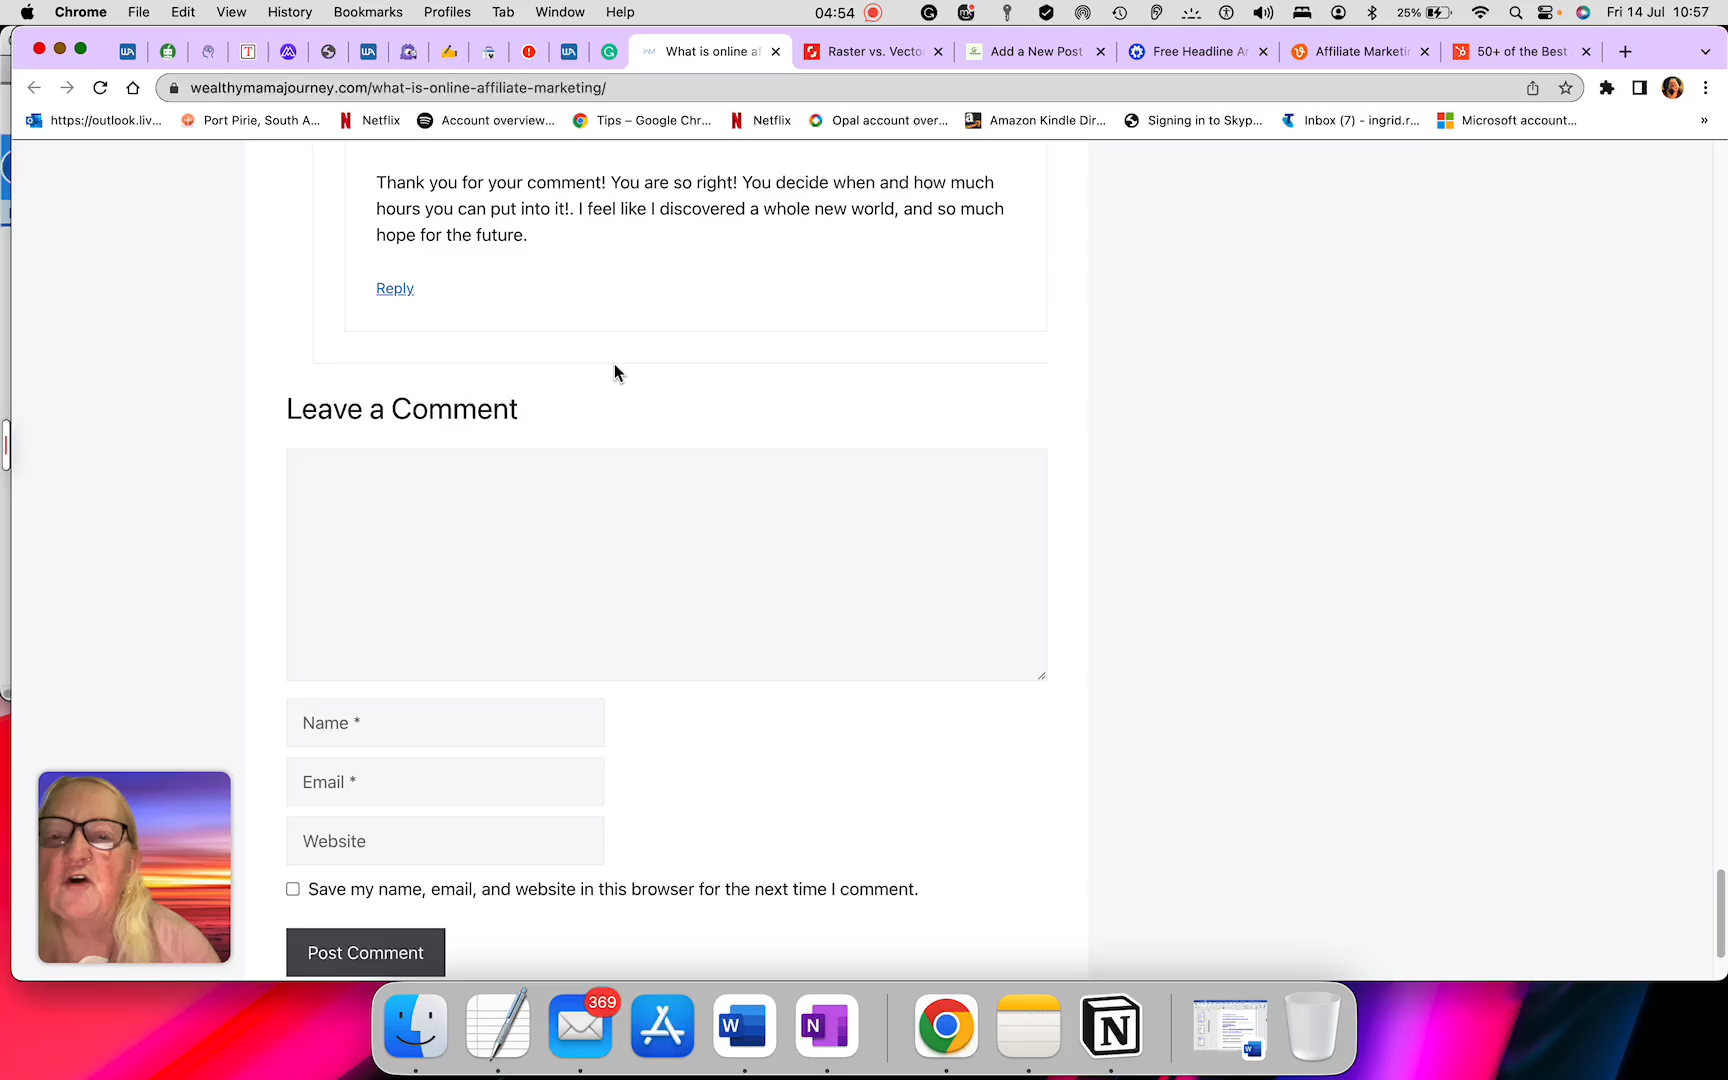 Chrome File Edit View History Bookmarks Profiles Tab Window Help 04:54 25% Fri 14 Jul 10:57
What is online af Raster vs. Vecto Add a New Post Free Headline Ar Affiliate Marketi 50+ of the Best
wealthymamajourney.com/what-is-online-affiliate-marketing/
https://outlook.liv... Port Pirie, South A... Netflix Account overview... Tips – Google Chr... Netflix Opal account over... Amazon Kindle Dir... Signing in to Skyp... Inbox (7) - ingrid.r... Microsoft account... »
Thank you for your comment! You are so right! You decide when and how much
hours you can put into it!. I feel like I discovered a whole new world, and so much
hope for the future.
Reply
Leave a Comment
Name *
Email *
Website
Save my name, email, and website in this browser for the next time I comment.
Post Comment
369
W N N